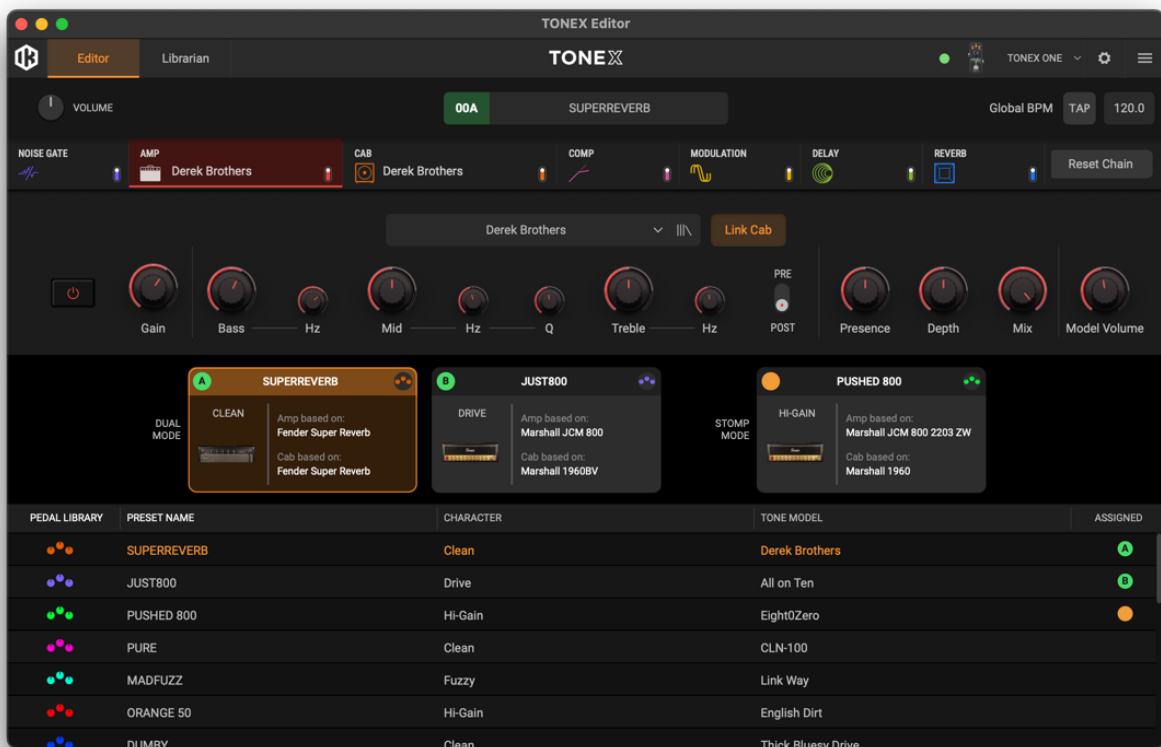 TONEX Editor
Editor Librarian TONEX TONEX ONE
VOLUME 00A SUPERREVERB Global BPM TAP 120.0
NOISE GATE AMP CAB COMP MODULATION DELAY REVERB
Derek Brothers Derek Brothers Reset Chain
Derek Brothers Link Cab
PRE
Gain Bass Hz Mid Hz Q Treble Hz POST Presence Depth Mix Model Volume
A SUPERREVERB B JUST800 PUSHED 800
CLEAN DRIVE HI-GAIN
DUAL MODE Amp based on: Amp based on: STOMP MODE Amp based on:
Fender Super Reverb Marshall JCM 800 Marshall JCM 800 2203 ZW
Cab based on: Cab based on: Cab based on:
Fender Super Reverb Marshall 1960BV Marshall 1960
PEDAL LIBRARY PRESET NAME CHARACTER TONE MODEL ASSIGNED
SUPERREVERB Clean Derek Brothers A
JUST800 Drive All on Ten B
PUSHED 800 Hi-Gain Eight0Zero
PURE Clean CLN-100
MADFUZZ Fuzzy Link Way
ORANGE 50 Hi-Gain English Dirt
DUMBY Clean Thick Bluesy Drive